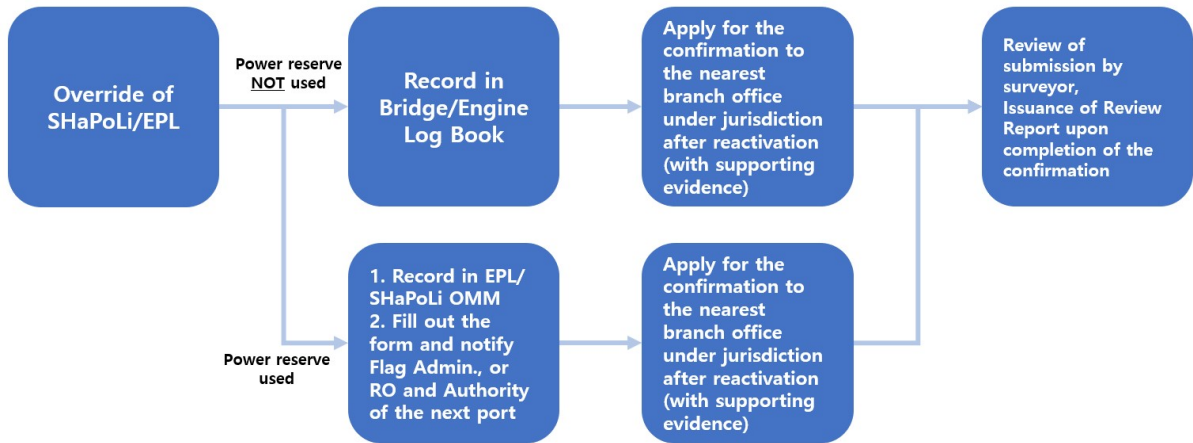 Override of
SHaPoLi/EPL
Power reserve
NOT used
Record in
Bridge/Engine
Log Book
Apply for the
confirmation to
the nearest
branch office
under jurisdiction
after reactivation
(with supporting
evidence)
Review of
submission by
surveyor,
Issuance of Review
Report upon
completion of the
confirmation
Power reserve
used
1. Record in EPL/
SHaPoLi OMM
2. Fill out the
form and notify
Flag Admin., or
RO and Authority
of the next port
Apply for the
confirmation to
the nearest
branch office
under jurisdiction
after reactivation
(with supporting
evidence)